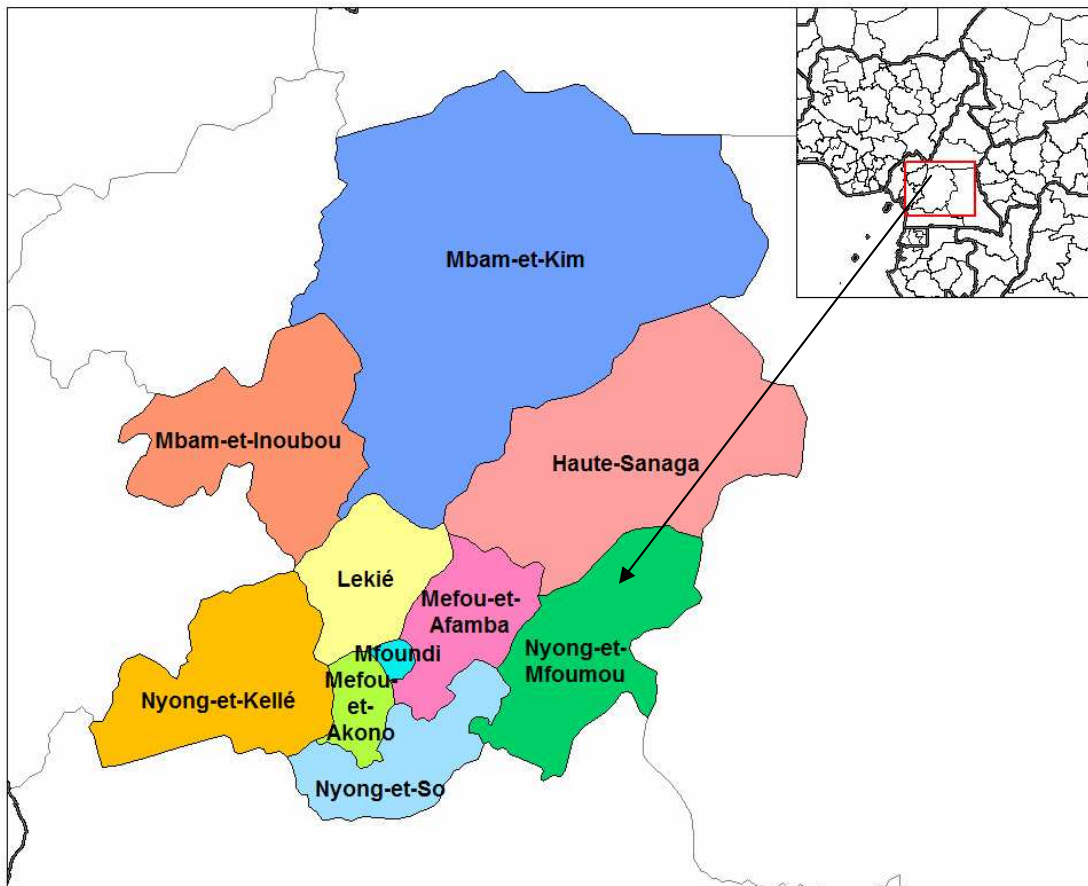 Mbam-et-Kim
Mbam-et-Inoubou
Haute-Sanaga
Lekié
Mefou-et-
Afamba
Mfoundi
Nyong-et-
Mfoumou
Mefou-
et-
Akono
Nyong-et-Kellé
Nyong-et-So